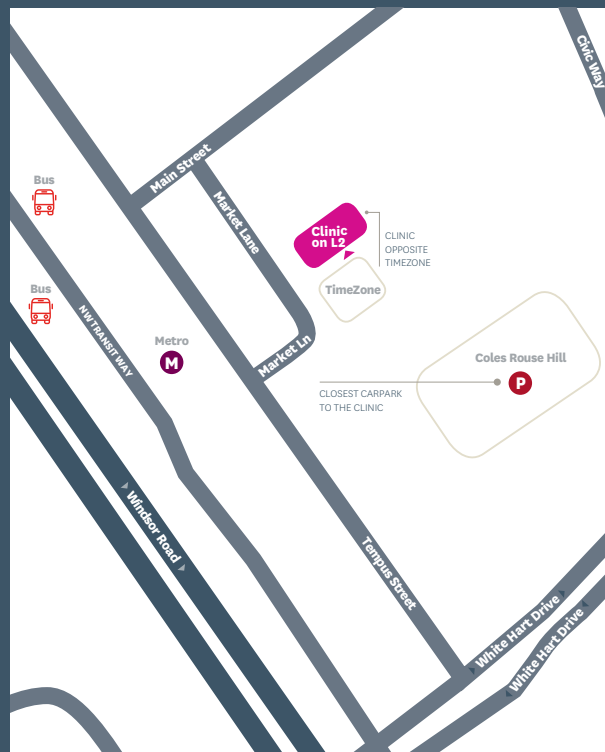 Civic Way
Main Street
Bus
Market Lane
Clinic
on L2
CLINIC
OPPOSITE
TIMEZONE
Bus
TimeZone
NW TRANSIT WAY
Metro
M
Market Ln
Coles Rouse Hill
P
CLOSEST CARPARK
TO THE CLINIC
Windsor Road
Tempus Street
White Hart Drive
White Hart Drive